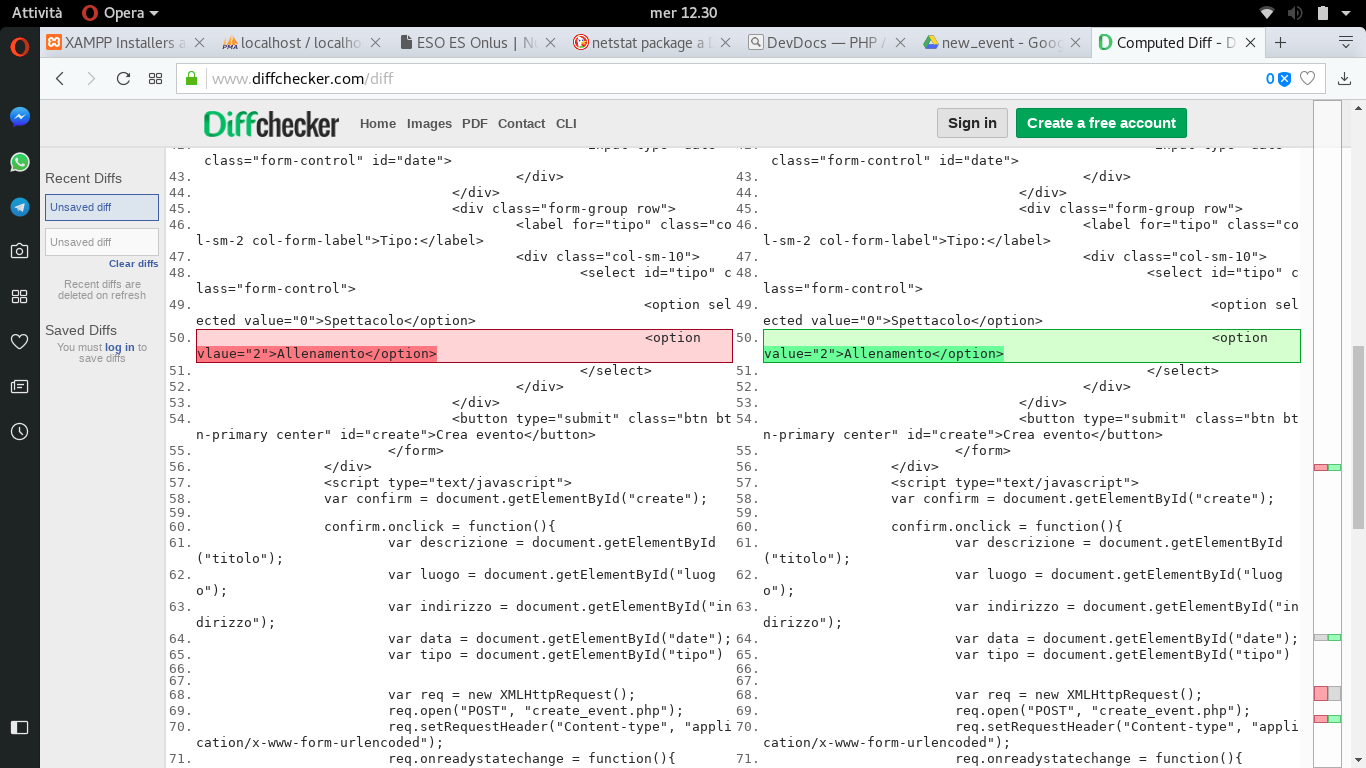 Attività Opera mer 12.30
XAMPP Installers a localhost / localho ESO ES Onlus | Nu netstat package a D DevDocs — PHP / new_event - Goog Computed Diff - D
www.diffchecker.com/diff 0
Diffchecker Home Images PDF Contact CLI Sign in Create a free account
Recent Diffs
Unsaved diff
Unsaved diff
Clear diffs
Recent diffs are
deleted on refresh
Saved Diffs
You must log in to
save diffs
class="form-control" id="date">
43. </div>
44. </div>
45. <div class="form-group row">
46. <label for="tipo" class="co
l-sm-2 col-form-label">Tipo:</label>
47. <div class="col-sm-10">
48. <select id="tipo" c
lass="form-control">
49. <option sel
ected value="0">Spettacolo</option>
50. <option
vlaue="2">Allenamento</option>
51. </select>
52. </div>
53. </div>
54. <button type="submit" class="btn bt
n-primary center" id="create">Crea evento</button>
55. </form>
56. </div>
57. <script type="text/javascript">
58. var confirm = document.getElementById("create");
59.
60. confirm.onclick = function(){
61. var descrizione = document.getElementById
("titolo");
62. var luogo = document.getElementById("luog
o");
63. var indirizzo = document.getElementById("in
dirizzo");
64. var data = document.getElementById("date");
65. var tipo = document.getElementById("tipo")
66.
67.
68. var req = new XMLHttpRequest();
69. req.open("POST", "create_event.php");
70. req.setRequestHeader("Content-type", "appli
cation/x-www-form-urlencoded");
71. req.onreadystatechange = function(){
class="form-control" id="date">
43. </div>
44. </div>
45. <div class="form-group row">
46. <label for="tipo" class="co
l-sm-2 col-form-label">Tipo:</label>
47. <div class="col-sm-10">
48. <select id="tipo" c
lass="form-control">
49. <option sel
ected value="0">Spettacolo</option>
50. <option
value="2">Allenamento</option>
51. </select>
52. </div>
53. </div>
54. <button type="submit" class="btn bt
n-primary center" id="create">Crea evento</button>
55. </form>
56. </div>
57. <script type="text/javascript">
58. var confirm = document.getElementById("create");
59.
60. confirm.onclick = function(){
61. var descrizione = document.getElementById
("titolo");
62. var luogo = document.getElementById("luog
o");
63. var indirizzo = document.getElementById("in
dirizzo");
64. var data = document.getElementById("date");
65. var tipo = document.getElementById("tipo")
66.
67.
68. var req = new XMLHttpRequest();
69. req.open("POST", "create_event.php");
70. req.setRequestHeader("Content-type", "appli
cation/x-www-form-urlencoded");
71. req.onreadystatechange = function(){